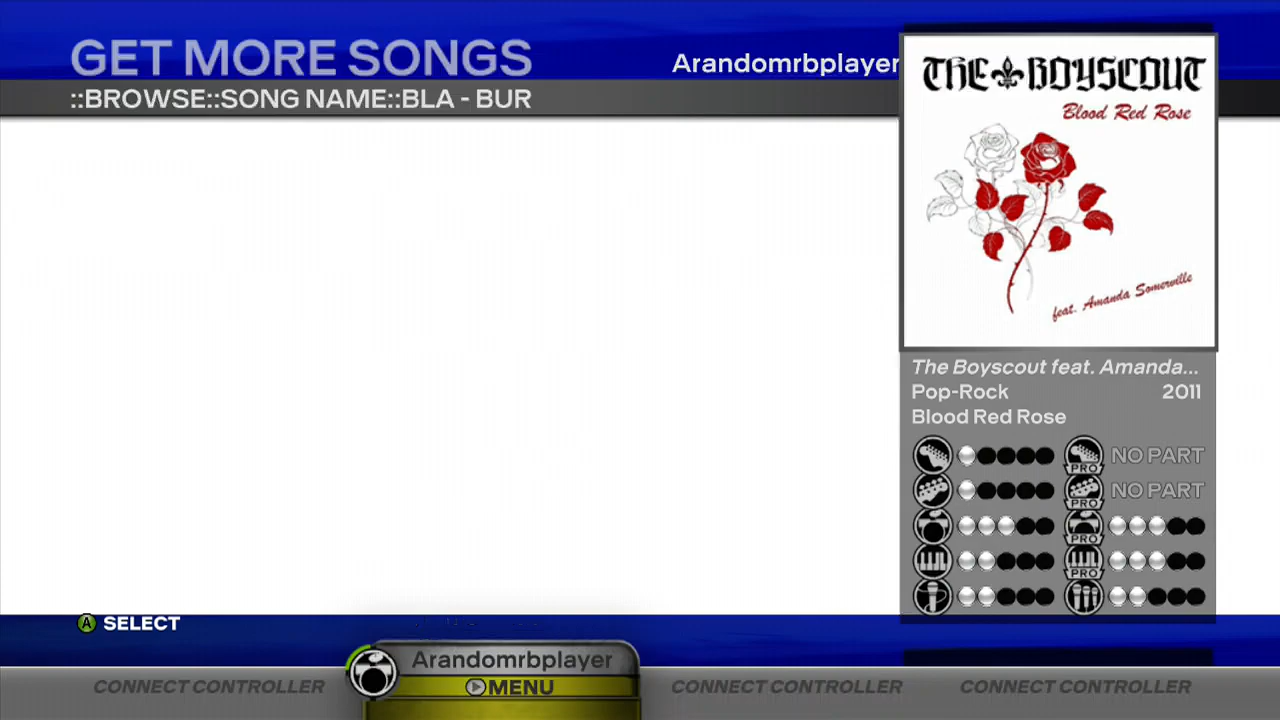 GET MORE SONGS
Arandomrbplayer
::BROWSE::SONG NAME::BLA - BUR
THE BOYSCOUT
Blood Red Rose
feat. Amanda Somerville
The Boyscout feat. Amanda...
Pop-Rock 2011
Blood Red Rose
PRO NO PART
PRO NO PART
PRO
PRO
A SELECT
Arandomrbplayer
MENU
CONNECT CONTROLLER
CONNECT CONTROLLER
CONNECT CONTROLLER